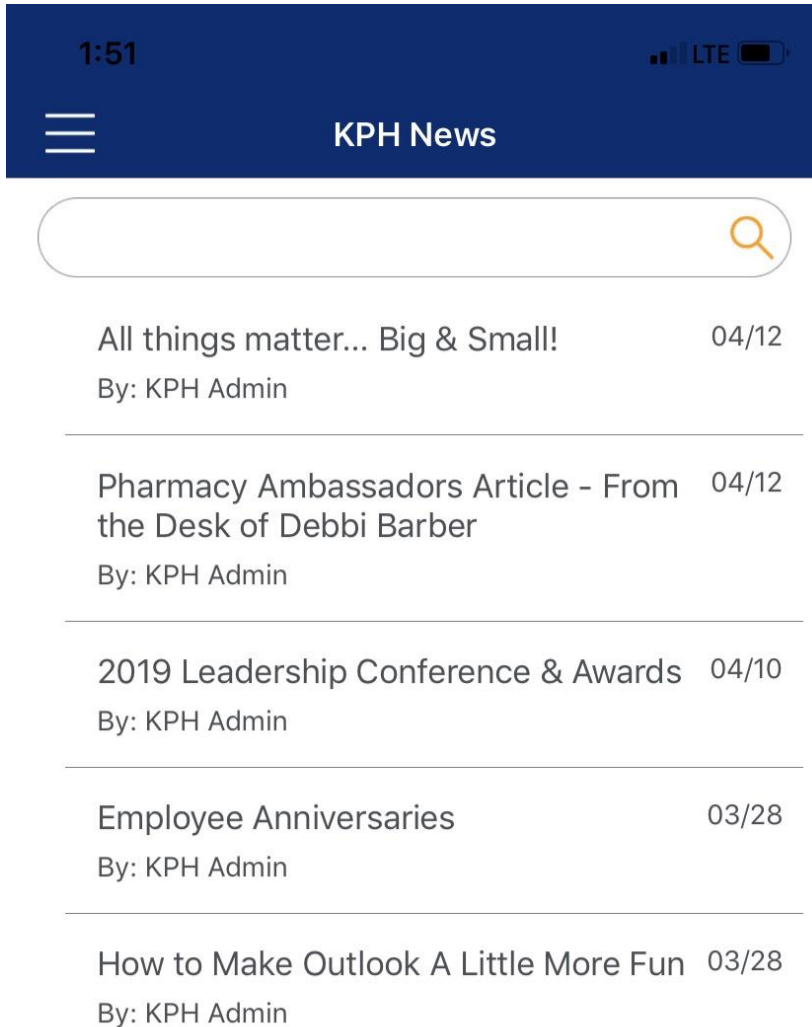 1:51 LTE
KPH News
All things matter... Big & Small! 04/12
By: KPH Admin
Pharmacy Ambassadors Article - From 04/12
the Desk of Debbi Barber
By: KPH Admin
2019 Leadership Conference & Awards 04/10
By: KPH Admin
Employee Anniversaries 03/28
By: KPH Admin
How to Make Outlook A Little More Fun 03/28
By: KPH Admin